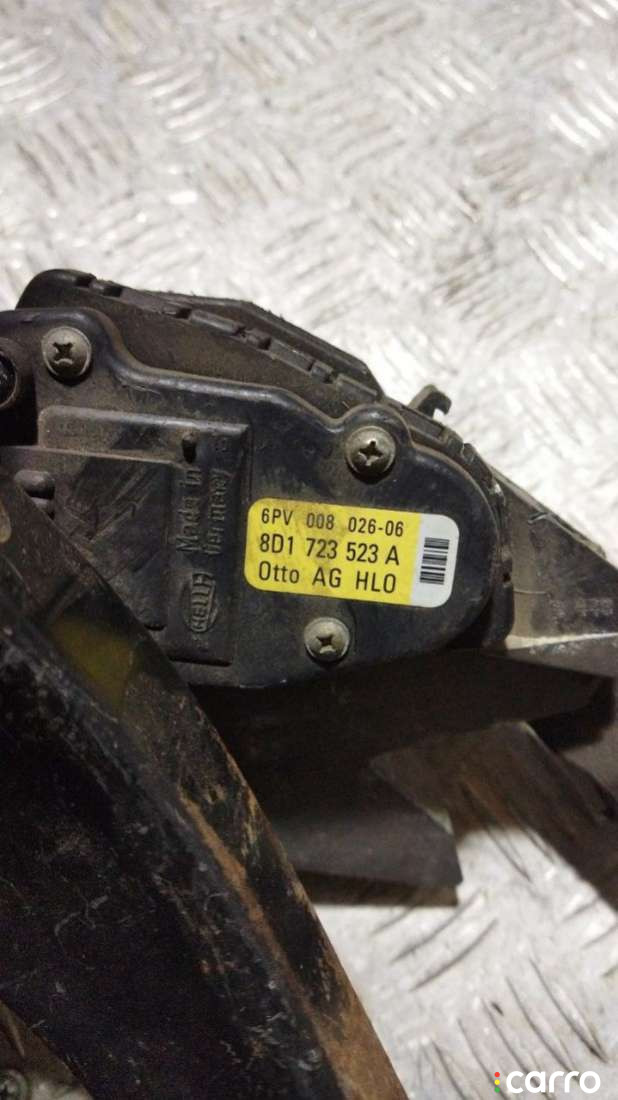 Made in
Germany
HELLA
6PV 008 026-06
8D1 723 523 A
Otto AG HLO
carro